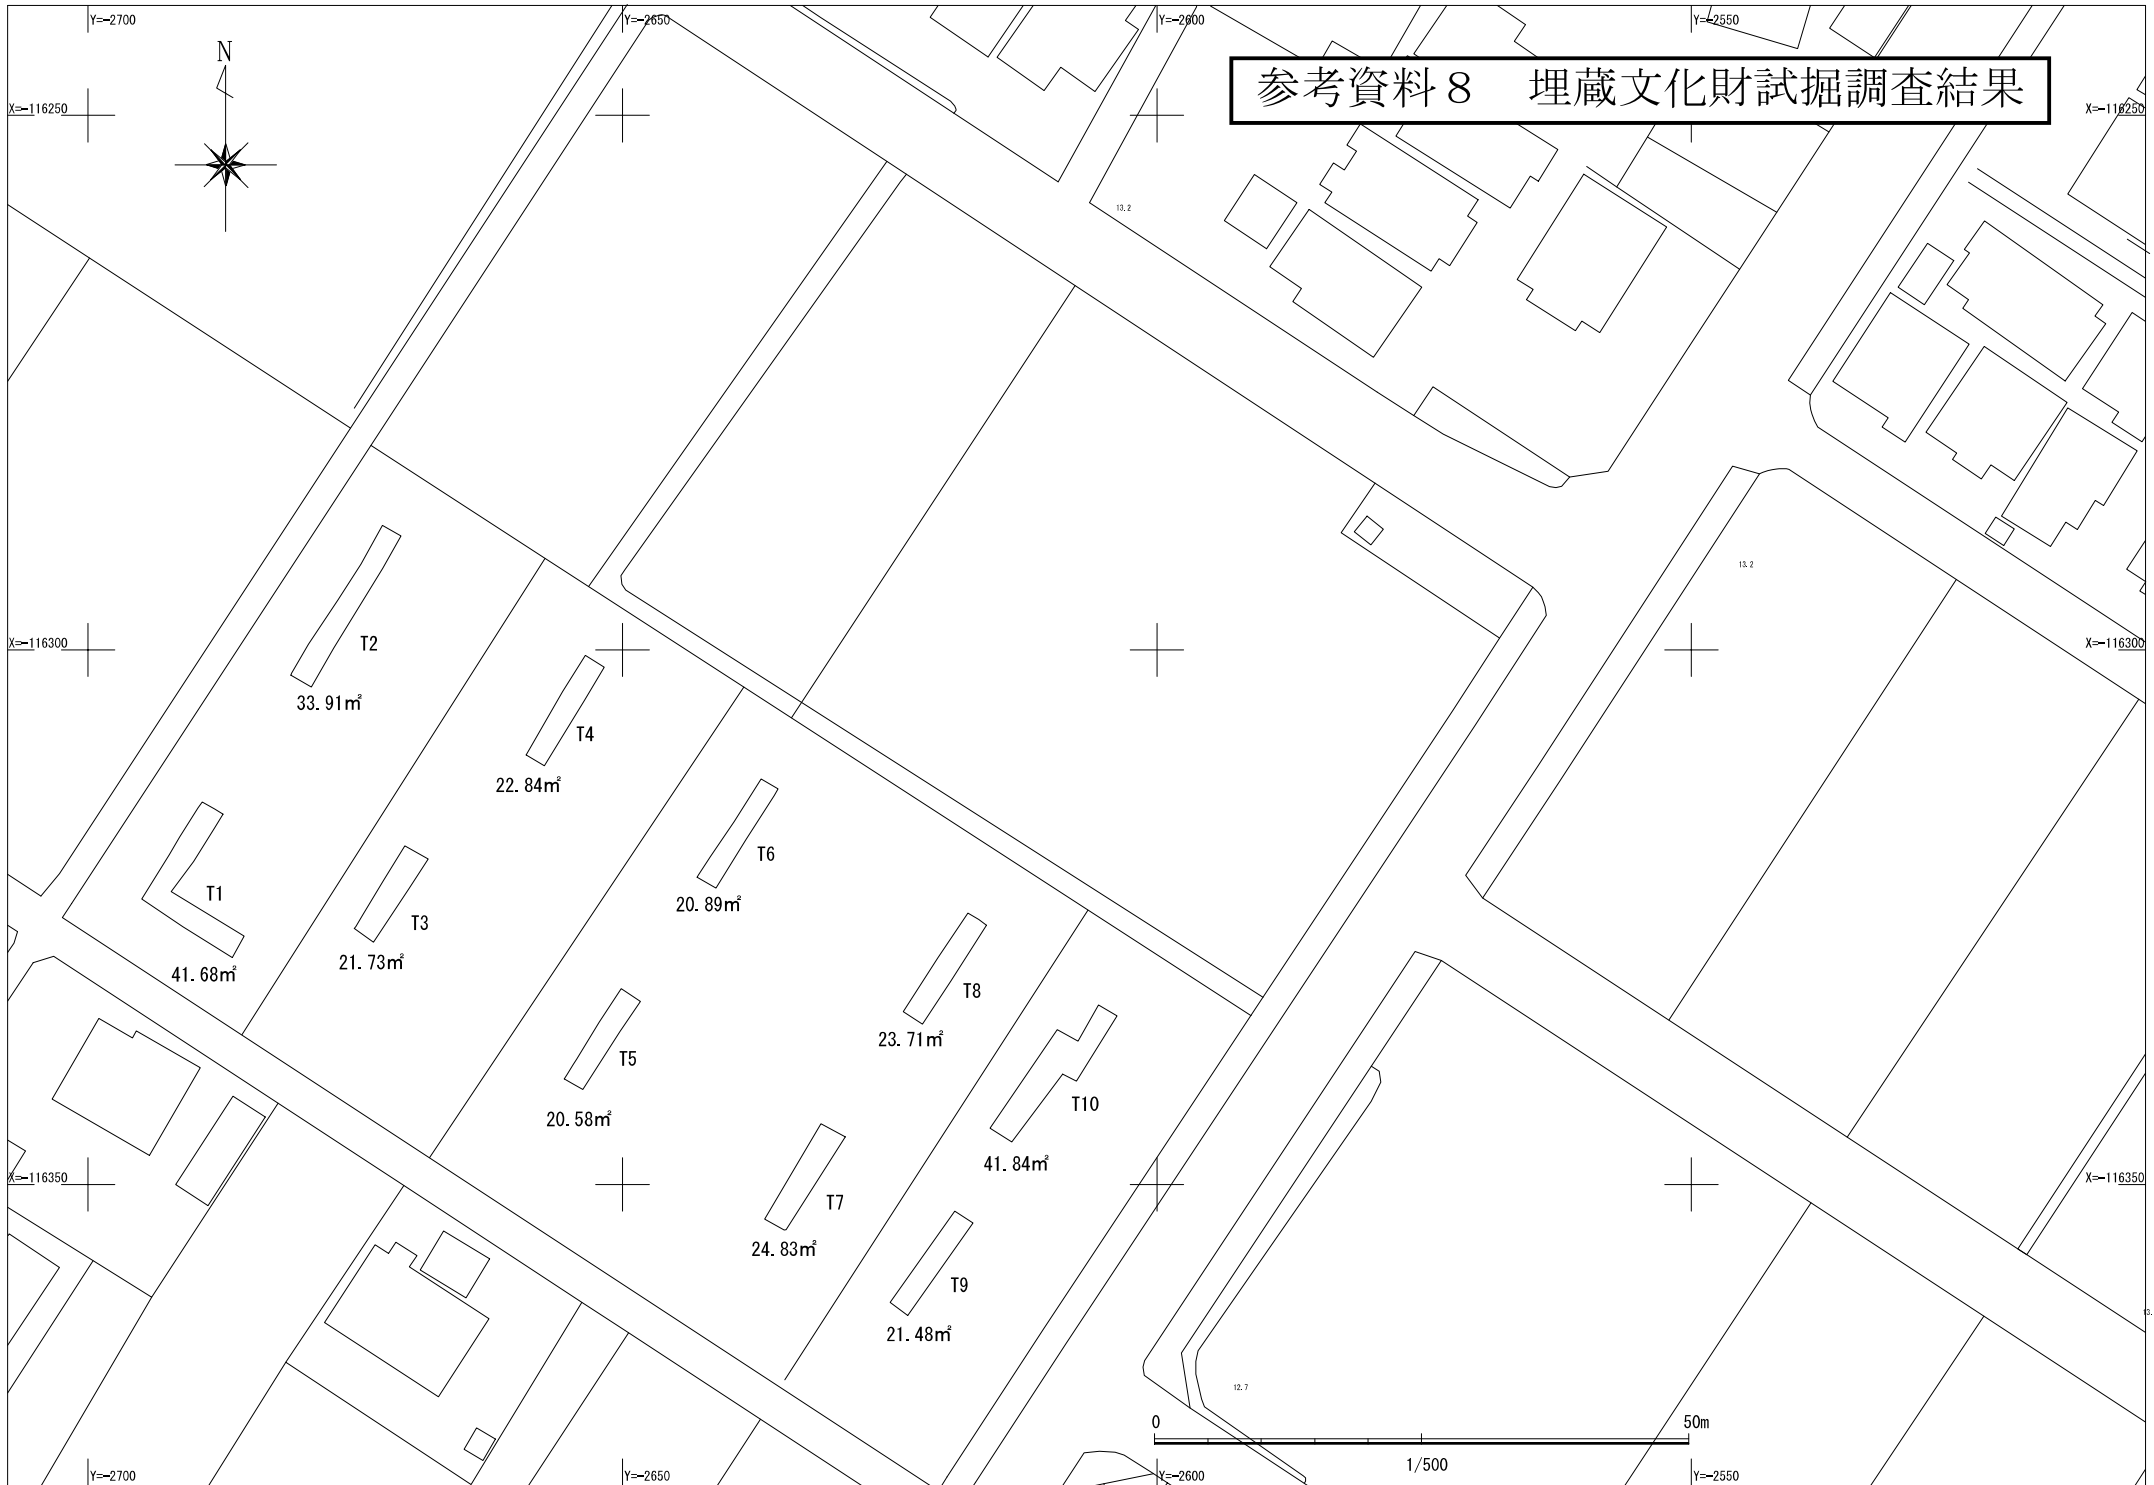 Y=-2700
Y=-2650
Y=-2600
Y=-2550
N
参考資料８　埋蔵文化財試掘調査結果
X=-116250
X=-116250
13.2
13.2
X=-116300
X=-116300
T2
33.91㎡
T4
22.84㎡
T6
20.89㎡
T1
41.68㎡
T3
21.73㎡
T8
23.71㎡
T5
20.58㎡
T10
41.84㎡
X=-116350
X=-116350
T7
24.83㎡
T9
21.48㎡
13.
12.7
0
50m
1/500
Y=-2700
Y=-2650
Y=-2600
Y=-2550